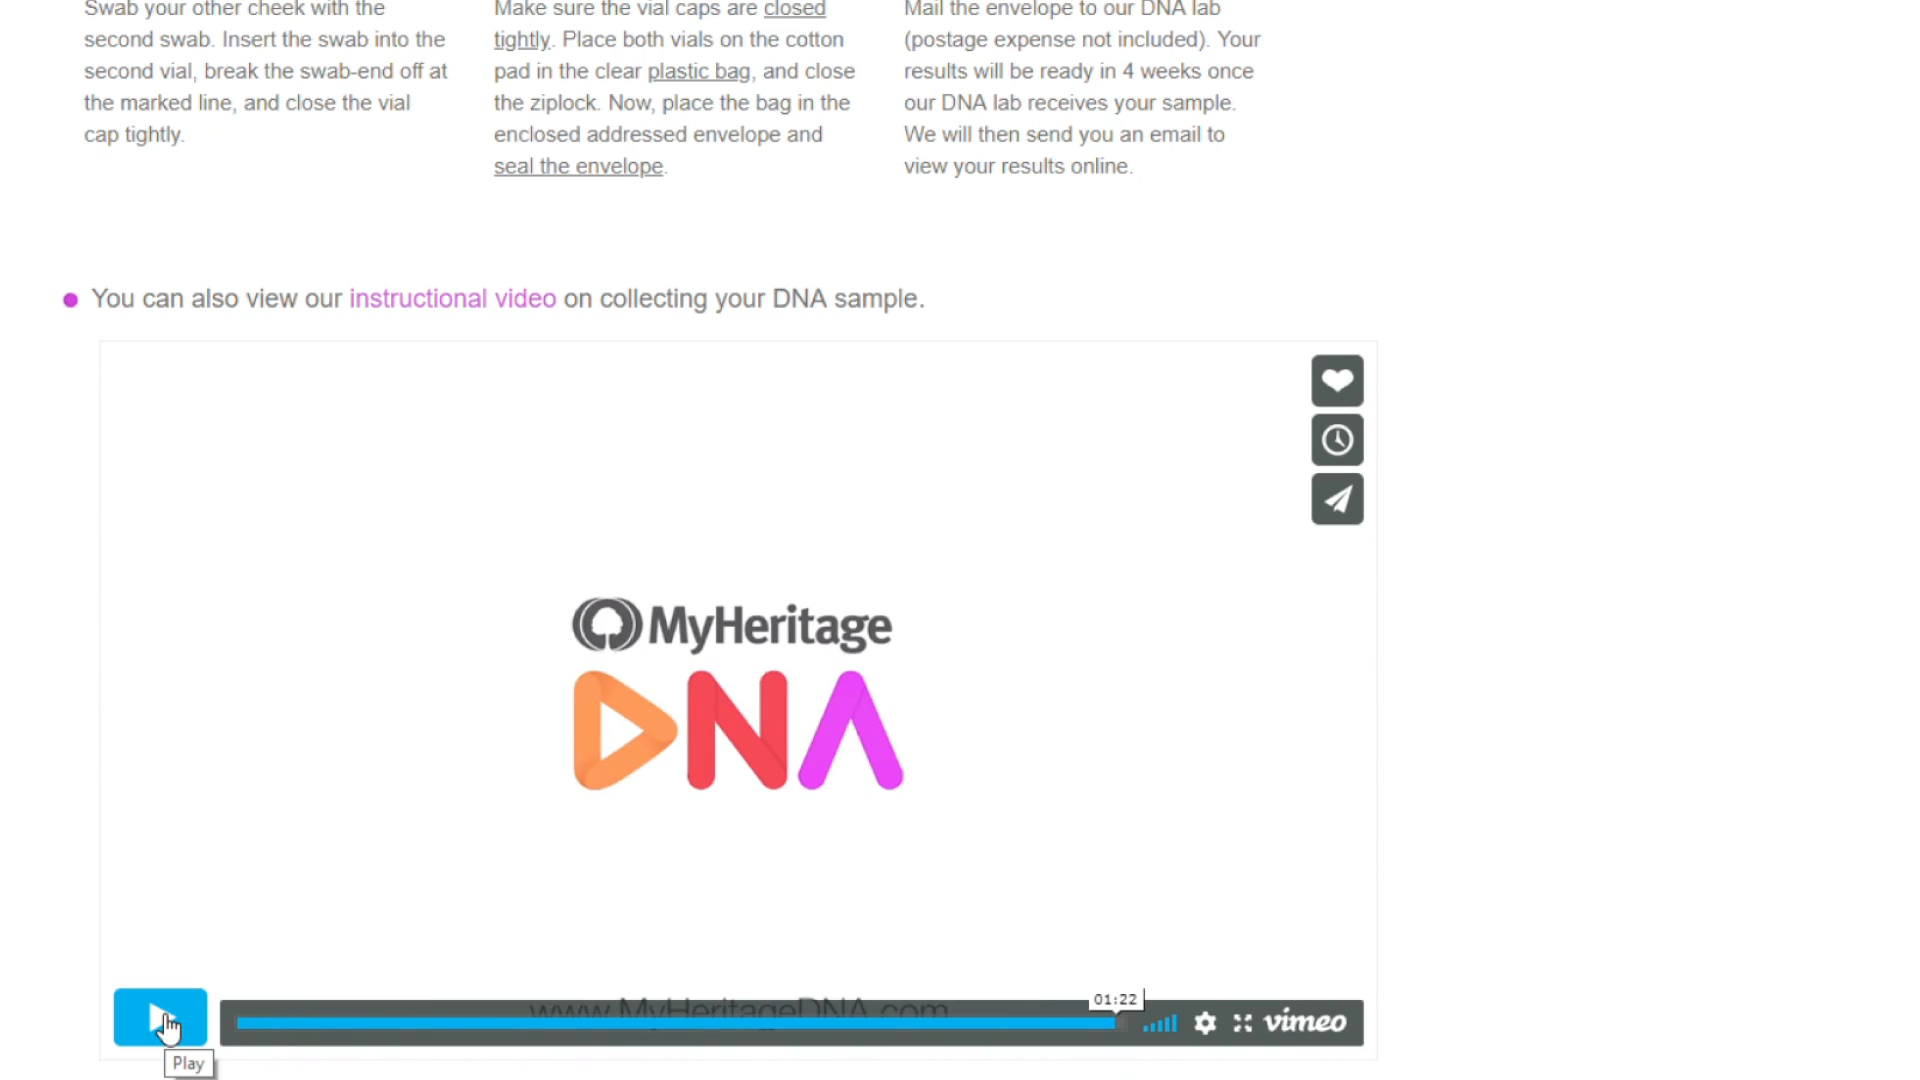 Swab your other cheek with the
second swab. Insert the swab into the
second vial, break the swab-end off at
the marked line, and close the vial
cap tightly.
Make sure the vial caps are closed
tightly. Place both vials on the cotton
pad in the clear plastic bag, and close
the ziplock. Now, place the bag in the
enclosed addressed envelope and
seal the envelope.
Mail the envelope to our DNA lab
(postage expense not included). Your
results will be ready in 4 weeks once
our DNA lab receives your sample.
We will then send you an email to
view your results online.
You can also view our instructional video on collecting your DNA sample.
MyHeritage
DNA
www.MyHeritageDNA.com
01:22
vimeo
Play